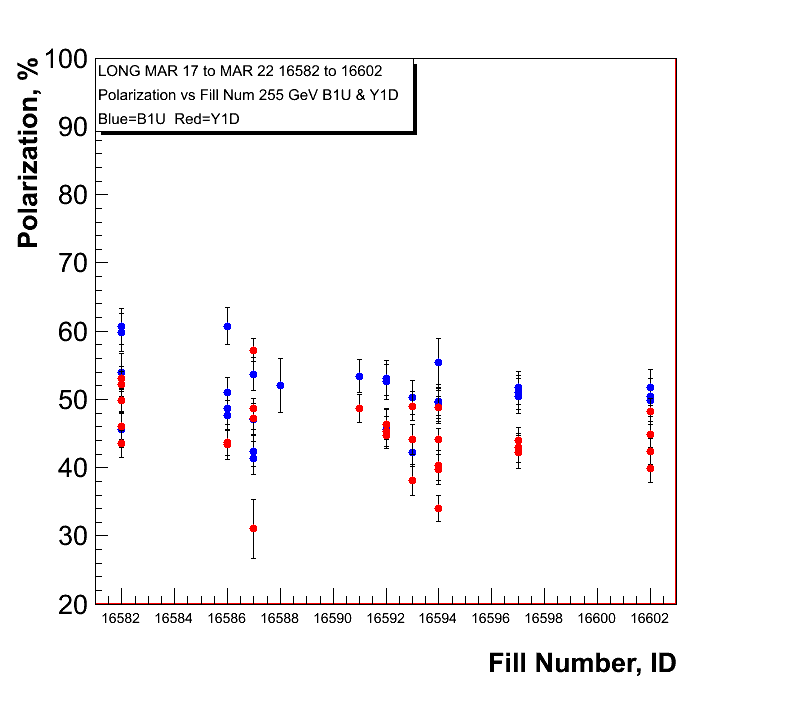 LONG MAR 17 to MAR 22 16582 to 16602
Polarization vs Fill Num 255 GeV B1U & Y1D
Blue=B1U  Red=Y1D
Polarization, %
100
90
80
70
60
50
40
30
20
16582 16584 16586 16588 16590 16592 16594 16596 16598 16600 16602
Fill Number, ID